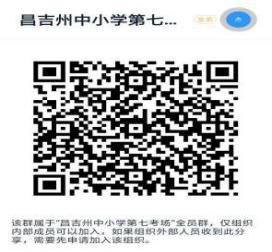 昌吉州中小学第七...
该群属于“昌吉州中小学第七考场”全员群，仅组织
内部成员可以加入，如果组织外部人员收到此分
享，需要先申请加入该组织。